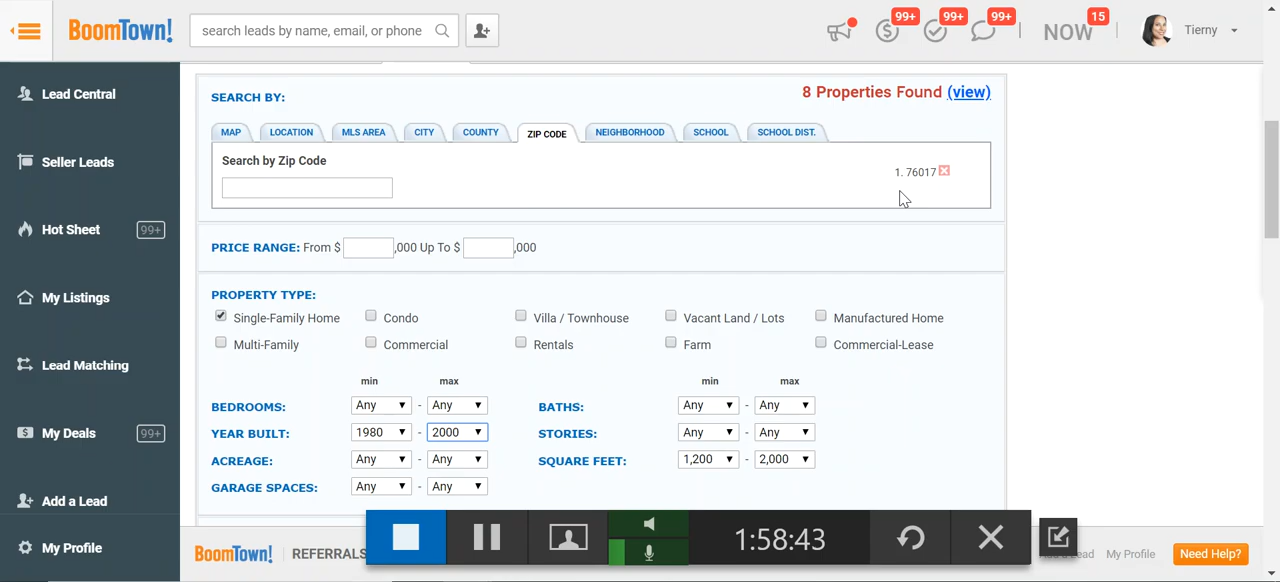 BoomTown! search leads by name, email, or phone 99+ 99+ 99+ NOW 15 Tierny
Lead Central
Seller Leads
Hot Sheet 99+
My Listings
Lead Matching
My Deals 99+
Add a Lead
My Profile
SEARCH BY: 8 Properties Found (view)
MAP LOCATION MLS AREA CITY COUNTY ZIP CODE NEIGHBORHOOD SCHOOL SCHOOL DIST.
Search by Zip Code
1. 76017
PRICE RANGE: From $ ,000 Up To $ ,000
PROPERTY TYPE:
Single-Family Home Condo Villa / Townhouse Vacant Land / Lots Manufactured Home
Multi-Family Commercial Rentals Farm Commercial-Lease
min max min max
BEDROOMS: Any - Any BATHS: Any - Any
YEAR BUILT: 1980 - 2000 STORIES: Any - Any
ACREAGE: Any - Any SQUARE FEET: 1,200 - 2,000
GARAGE SPACES: Any - Any
1:58:43
BoomTown! REFERRALS ad My Profile Need Help?